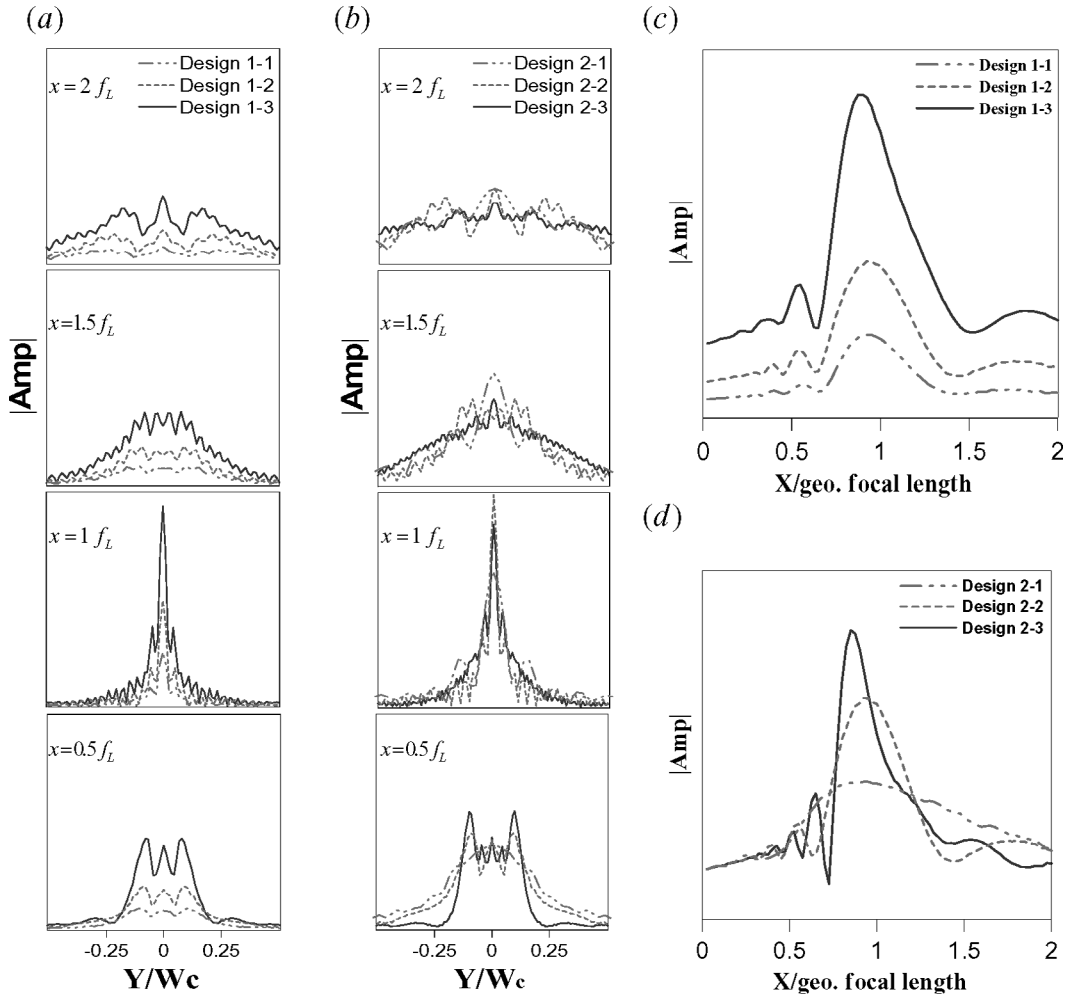 (a)
|Amp|
x = 2 f_L
Design 1-1
Design 1-2
Design 1-3
x=1.5 f_L
x=1 f_L
x=0.5 f_L
-0.25 0 0.25
Y/Wc
(b)
|Amp|
x = 2 f_L
Design 2-1
Design 2-2
Design 2-3
x=1.5 f_L
x=1 f_L
x=0.5 f_L
-0.25 0 0.25
Y/Wc
(c)
|Amp|
Design 1-1
Design 1-2
Design 1-3
0 0.5 1 1.5 2
X/geo. focal length
(d)
|Amp|
Design 2-1
Design 2-2
Design 2-3
0 0.5 1 1.5 2
X/geo. focal length